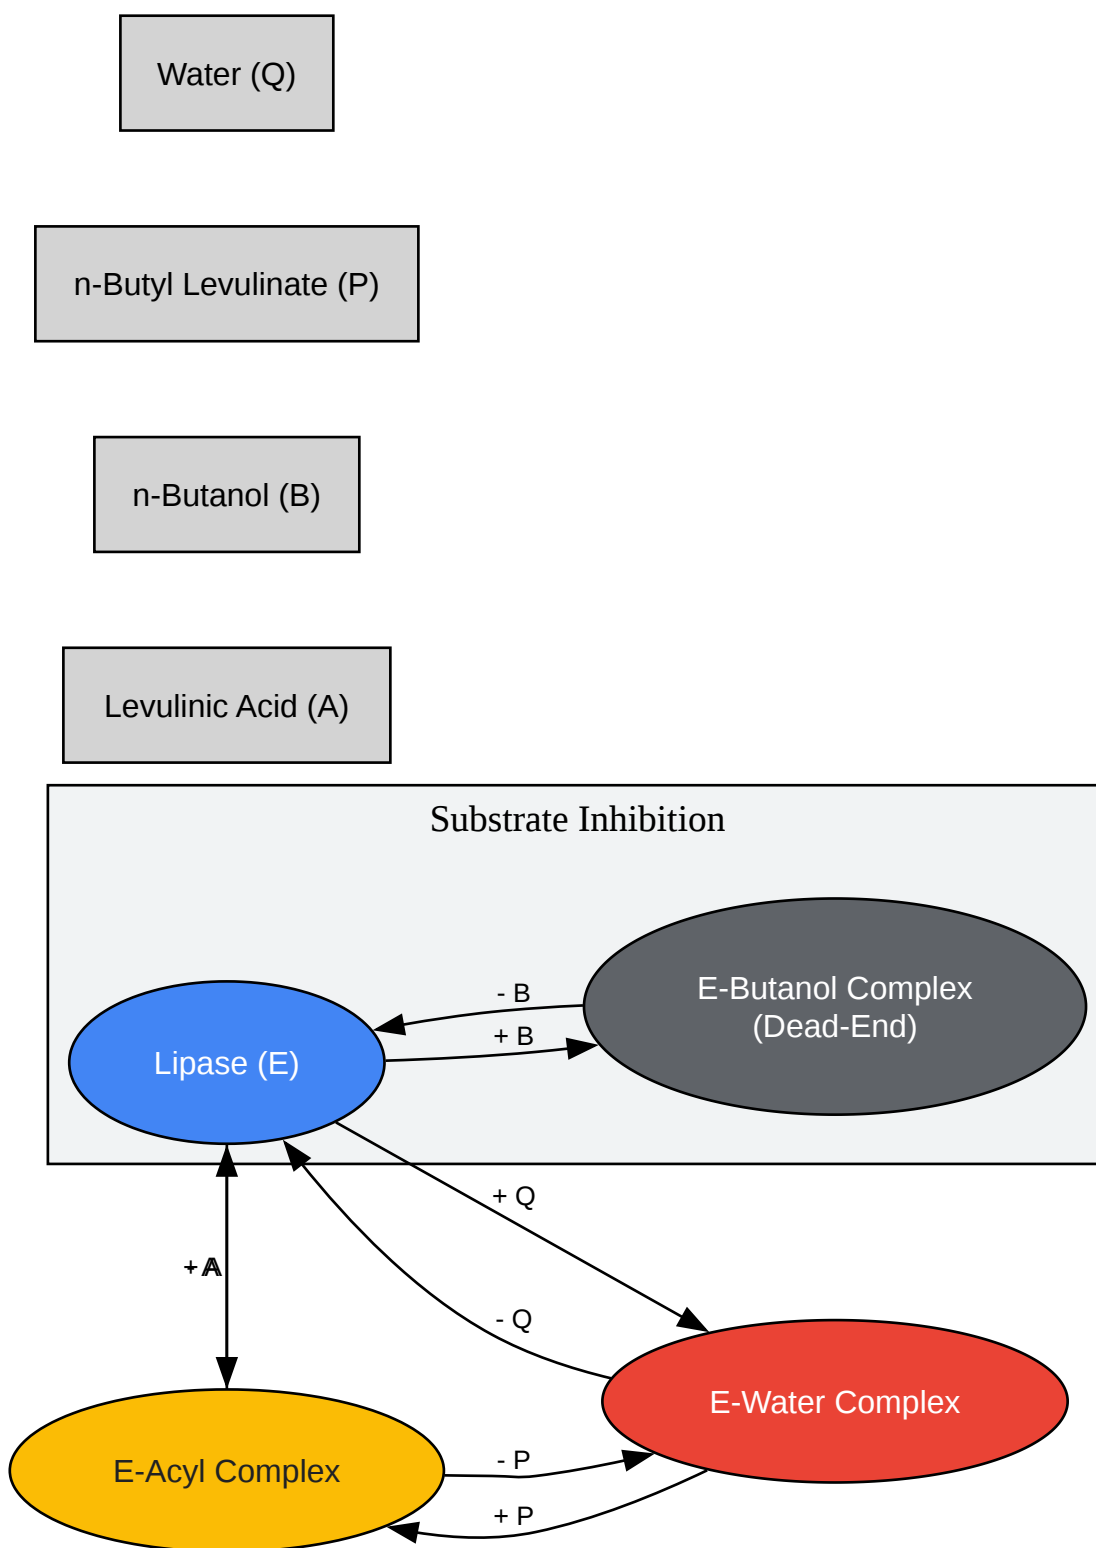 Water (Q)
n-Butyl Levulinate (P)
n-Butanol (B)
Levulinic Acid (A)
Substrate Inhibition
E-Butanol Complex
(Dead-End)
- B
+ B
Lipase (E)
+ Q
- Q
E-Water Complex
- P
E-Acyl Complex
+ P